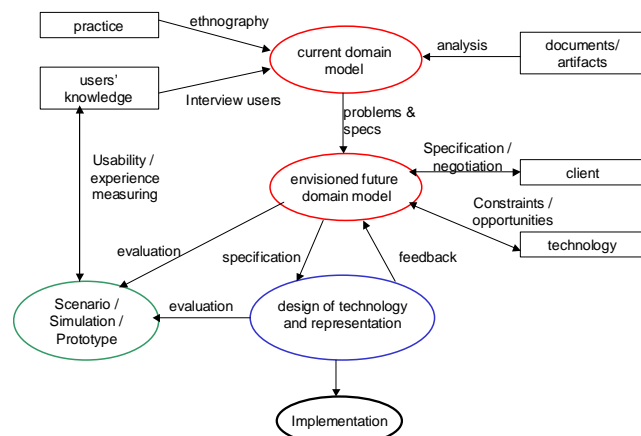 practice
ethnography
current domain
model
analysis
documents/
artifacts
users'
knowledge
Interview users
problems &
specs
Usability /
experience
measuring
Specification /
negotiation
client
envisioned future
domain model
Constraints /
opportunities
technology
evaluation
specification
feedback
Scenario /
Simulation /
Prototype
evaluation
design of technology
and representation
Implementation